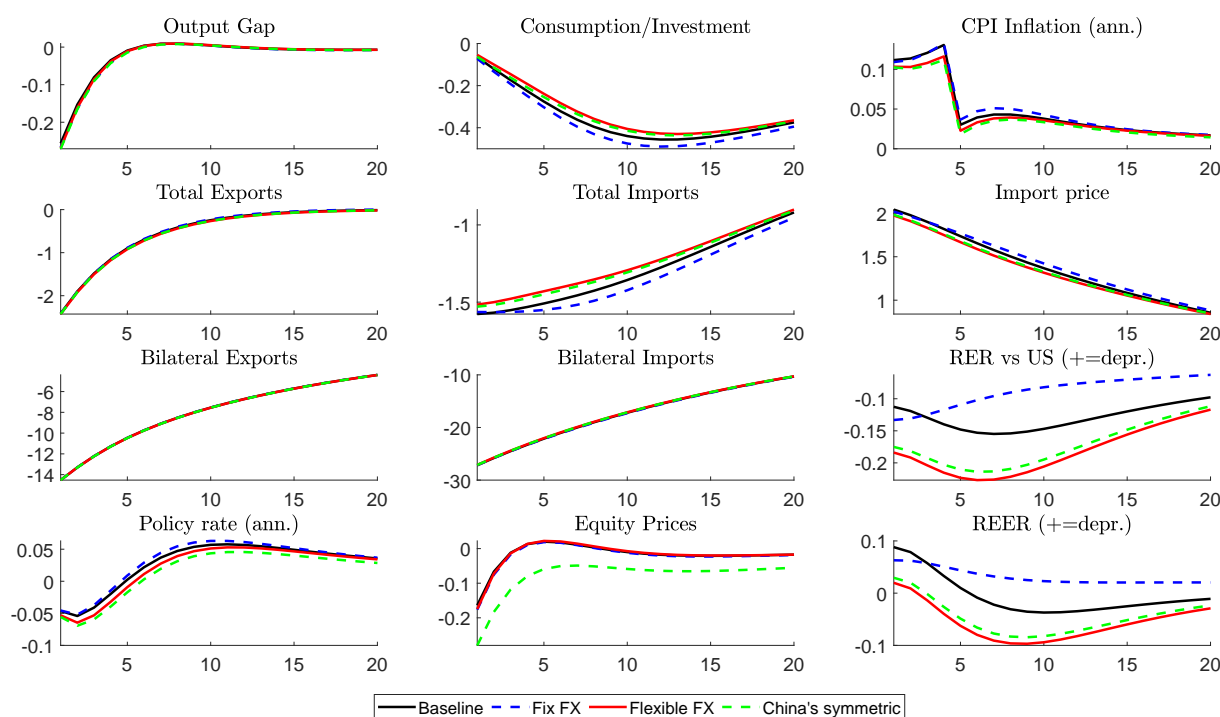 Output Gap
0
-0.1
-0.2
5 10 15 20
Consumption/Investment
0
-0.2
-0.4
5 10 15 20
CPI Inflation (ann.)
0.1
0.05
0
5 10 15 20
Total Exports
0
-1
-2
5 10 15 20
Total Imports
-1
-1.5
5 10 15 20
Import price
2
1.5
1
5 10 15 20
Bilateral Exports
-6
-8
-10
-12
-14
5 10 15 20
Bilateral Imports
-10
-20
-30
5 10 15 20
RER vs US (+=depr.)
-0.1
-0.15
-0.2
5 10 15 20
Policy rate (ann.)
0.05
0
-0.05
-0.1
5 10 15 20
Equity Prices
0
-0.1
-0.2
5 10 15 20
REER (+=depr.)
0.1
0
-0.1
5 10 15 20
Baseline Fix FX Flexible FX China's symmetric